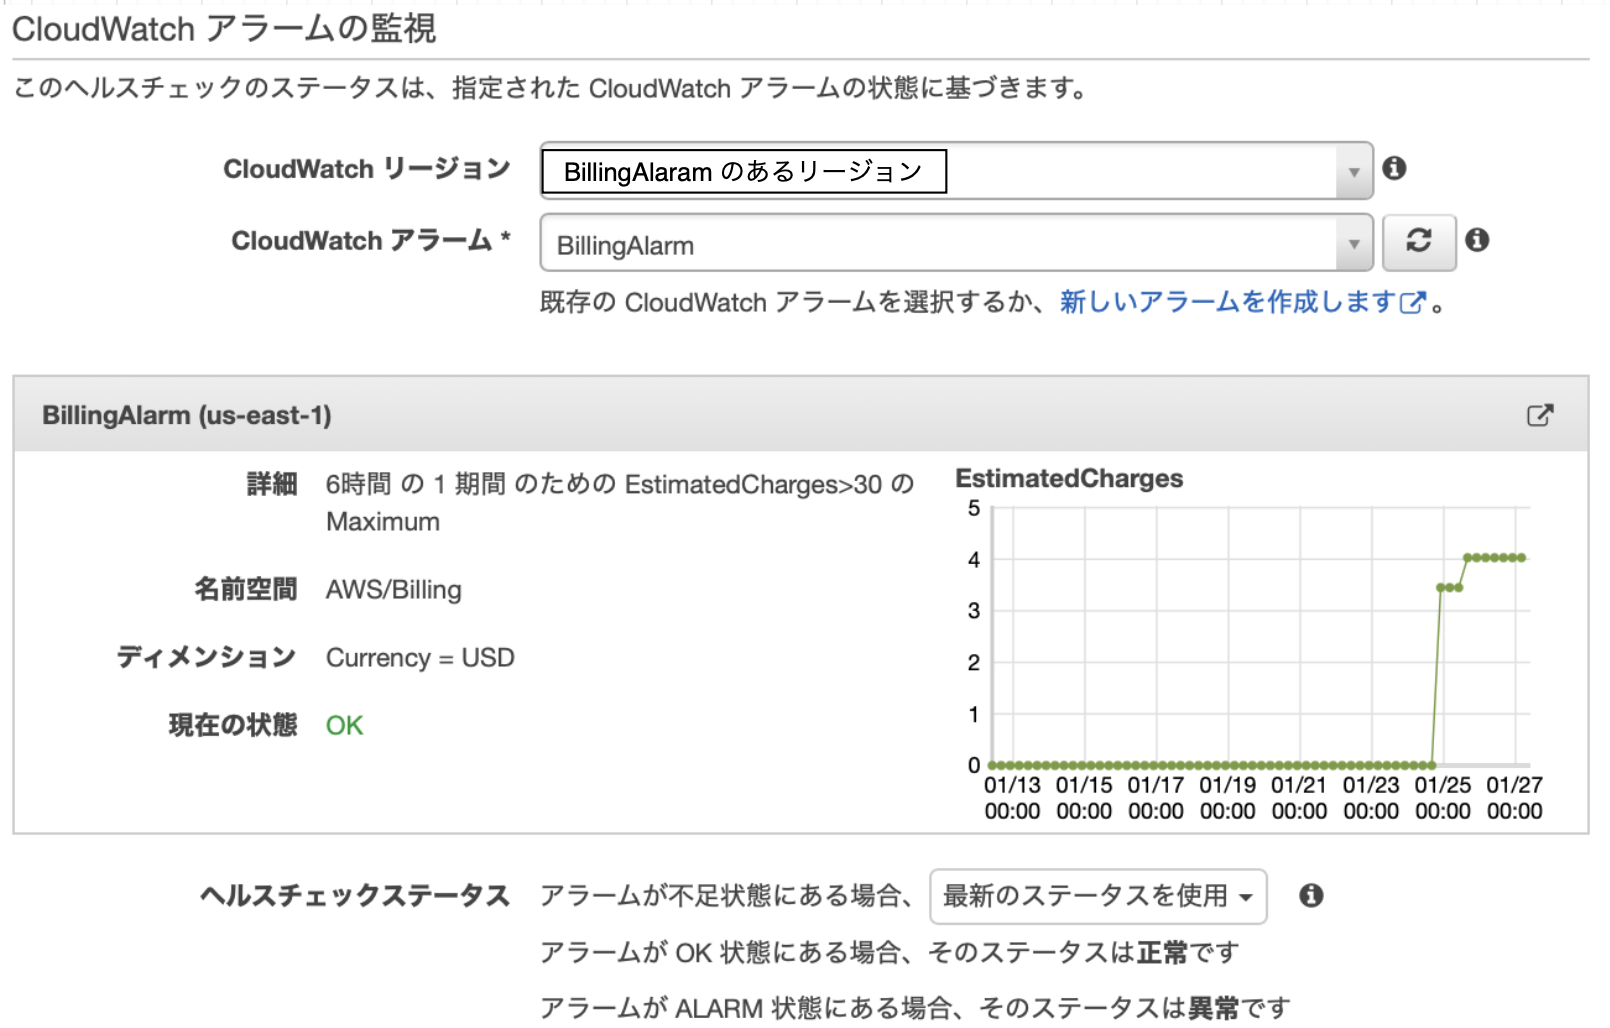 CloudWatch アラームの監視
このヘルスチェックのステータスは、指定された CloudWatch アラームの状態に基づきます。
CloudWatch リージョン BillingAlaram のあるリージョン
CloudWatch アラーム * BillingAlarm
既存の CloudWatch アラームを選択するか、新しいアラームを作成します。
BillingAlarm (us-east-1)
詳細 6時間 の 1 期間 のための EstimatedCharges>30 の
Maximum
名前空間 AWS/Billing
ディメンション Currency = USD
現在の状態 OK
EstimatedCharges
5
4
3
2
1
0
01/13 01/15 01/17 01/19 01/21 01/23 01/25 01/27
00:00 00:00 00:00 00:00 00:00 00:00 00:00 00:00
ヘルスチェックステータス アラームが不足状態にある場合、 最新のステータスを使用
アラームが OK 状態にある場合、そのステータスは正常です
アラームが ALARM 状態にある場合、そのステータスは異常です